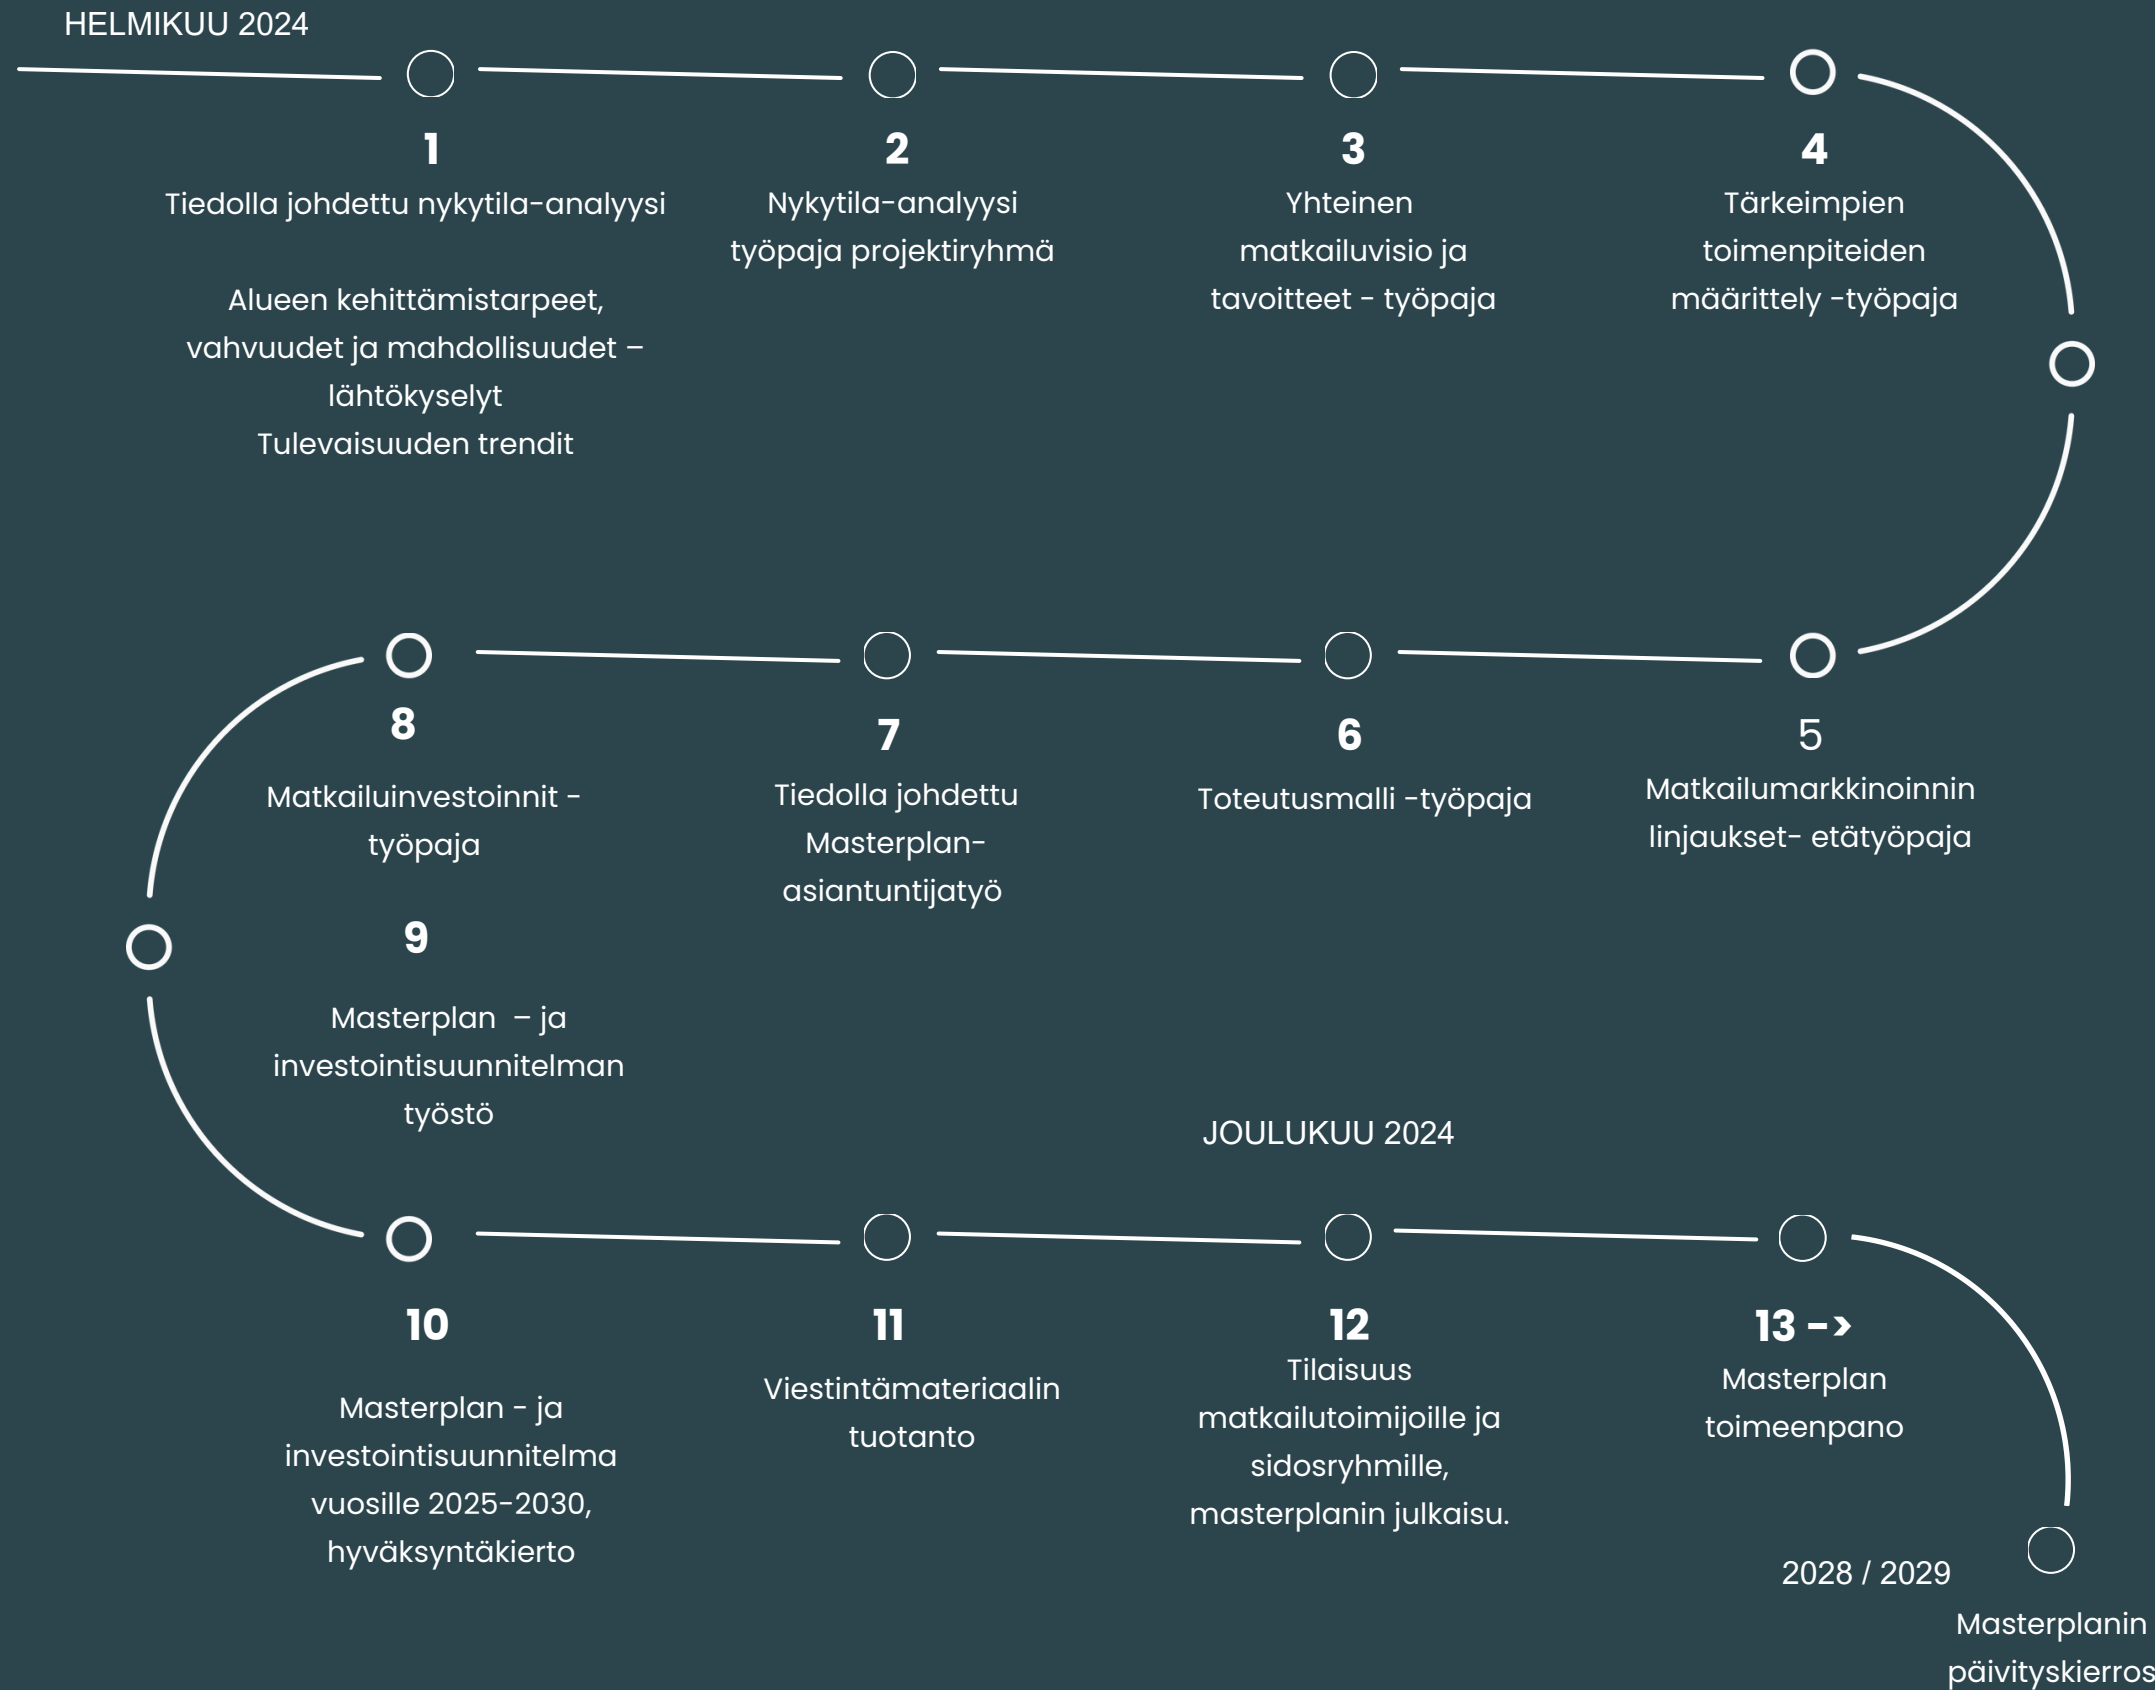 HELMIKUU 2024
1
Tiedolla johdettu nykytila-analyysi
Alueen kehittämistarpeet,
vahvuudet ja mahdollisuudet –
lähtökyselyt
Tulevaisuuden trendit
2
Nykytila-analyysi
työpaja projektiryhmä
3
Yhteinen
matkailuvisio ja
tavoitteet - työpaja
4
Tärkeimpien
toimenpiteiden
määrittely -työpaja
5
Matkailumarkkinoinnin
linjaukset- etätyöpaja
6
Toteutusmalli -työpaja
7
Tiedolla johdettu
Masterplan-
asiantuntijatyö
8
Matkailuinvestoinnit -
työpaja
9
Masterplan  – ja
investointisuunnitelman
työstö
10
Masterplan - ja
investointisuunnitelma
vuosille 2025-2030,
hyväksyntäkierto
11
Viestintämateriaalin
tuotanto
JOULUKUU 2024
12
Tilaisuus
matkailutoimijoille ja
sidosryhmille,
masterplanin julkaisu.
13 ->
Masterplan
toimeenpano
2028 / 2029
Masterplanin
päivityskierros